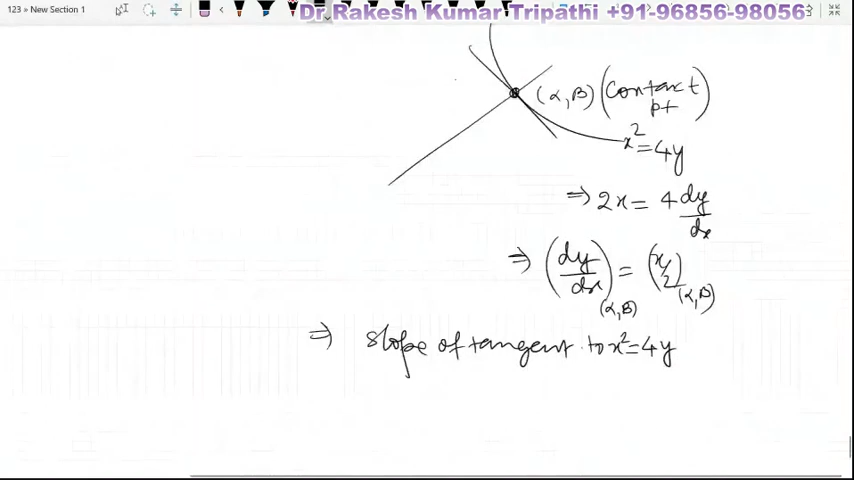 123 » New Section 1
Dr Rakesh Kumar Tripathi +91-96856-98056
(α,β) (Contact pt)
x²=4y
⇒ 2x = 4 dy/dx
⇒ (dy/dx)(α,β) = (x/2)(α,β)
⇒ slope of tangent to x²=4y